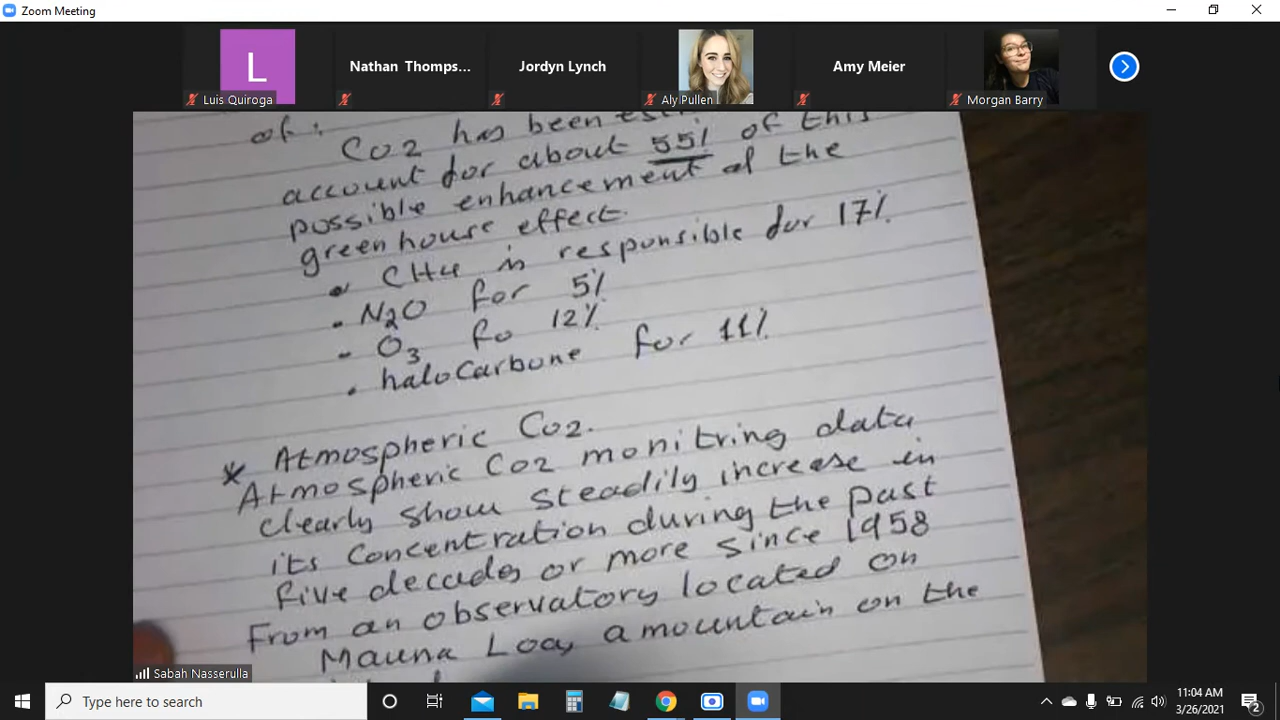 Zoom Meeting
L
Luis Quiroga
Nathan Thomps...
Jordyn Lynch
Aly Pullen
Amy Meier
Morgan Barry
of:
Co2 has been
account for about 55% of this
possible enhancement of the
greenhouse effect.
• CH4 is responsible for 17%.
• N2O for 5%
• O3 fo 12%.
• haloCarbone for 11%.
* Atmospheric Co2.
Atmospheric Co2 monitring data
clearly show steadily increase in
its concentration during the past
five decades or more since 1958
From an observatory located on
Mauna Loa, a mountain on the
Sabah Nasserulla
Type here to search
11:04 AM
3/26/2021
2